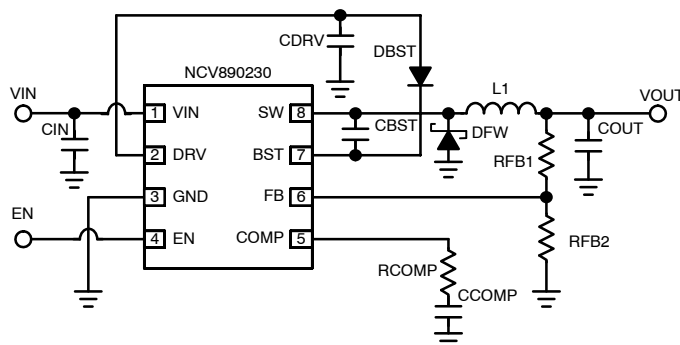 CDRV
DBST
NCV890230
VIN
L1
VOUT
1 VIN
SW 8
CIN
CBST
DFW
COUT
2 DRV
BST 7
RFB1
3 GND
FB 6
EN
4 EN
COMP 5
RFB2
RCOMP
CCOMP